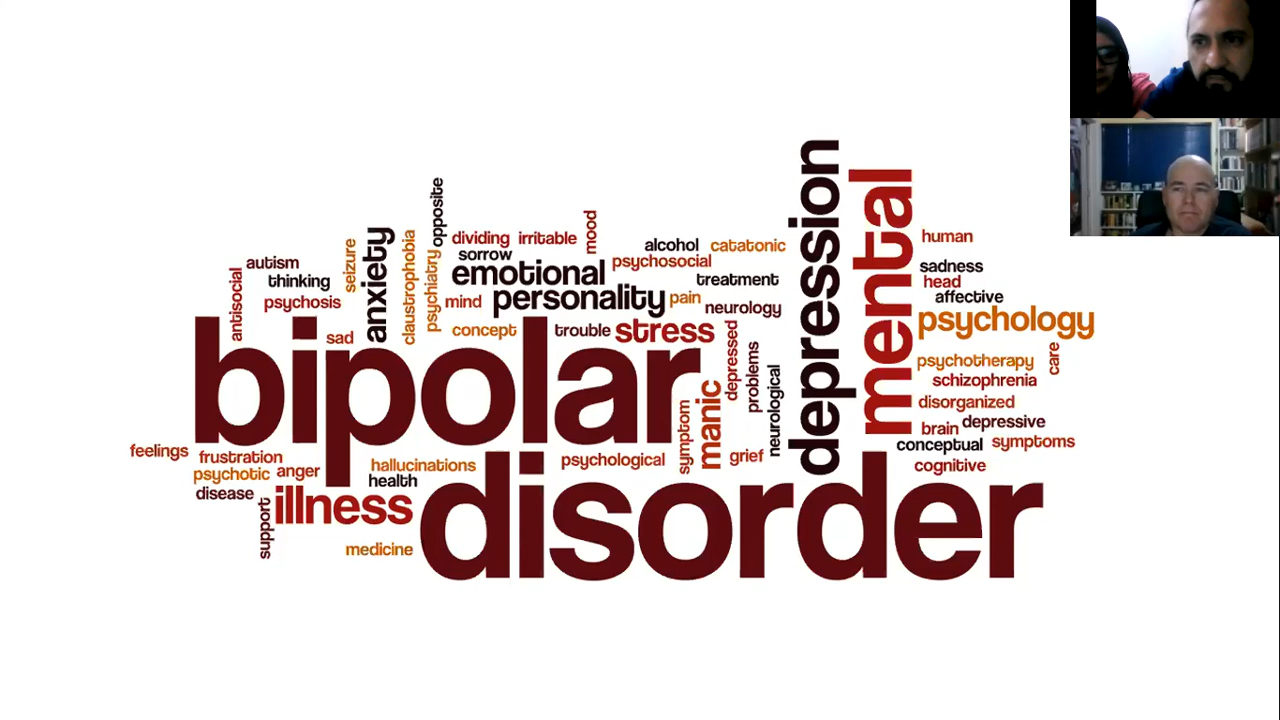 opposite
depression
mental
mood
dividing
irritable
human
anxiety
claustrophobia
seizure
psychiatry
sorrow
alcohol
catatonic
autism
antisocial
thinking
emotional
psychosocial
sadness
treatment
head
psychosis
mind
personality
pain
neurology
affective
sad
concept
trouble
stress
psychology
bipolar
depressed
problems
neurological
manic
symptom
care
psychotherapy
schizophrenia
disorganized
brain
depressive
conceptual
symptoms
feelings
frustration
psychotic
anger
hallucinations
health
psychological
grief
cognitive
disease
support
illness
disorder
medicine